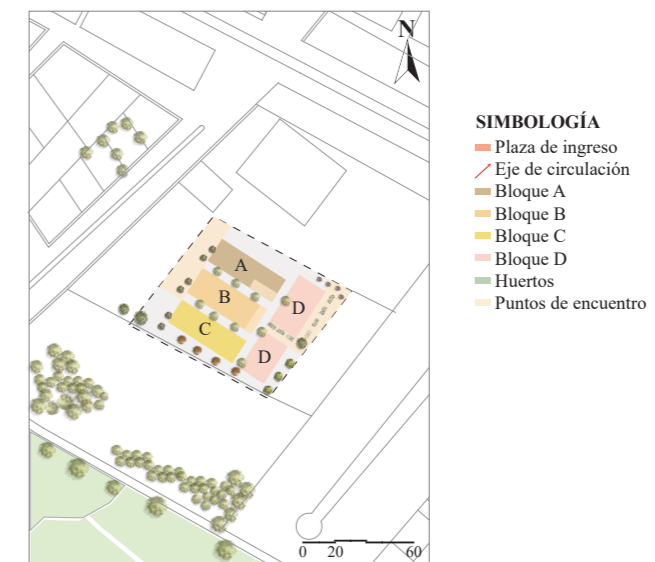 N
SIMBOLOGÍA
Plaza de ingreso
Eje de circulación
Bloque A
Bloque B
Bloque C
Bloque D
Huertos
Puntos de encuentro
A
B
D
C
D
0 20 60